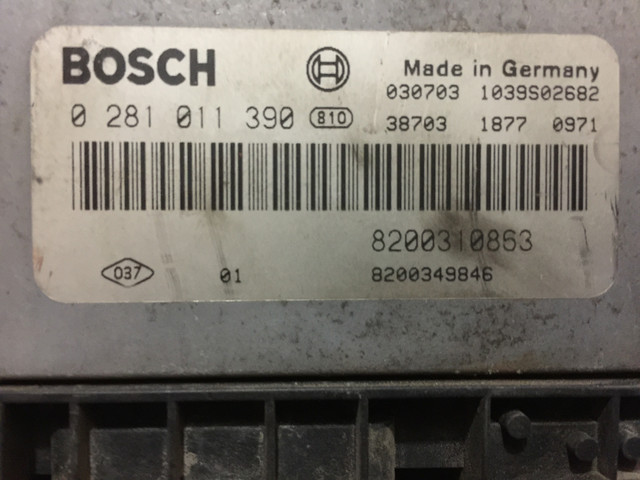 BOSCH
Made in Germany
030703 1039S02682
0 281 011 390 810
38703 1877 0971
8200310863
037 01 8200349846